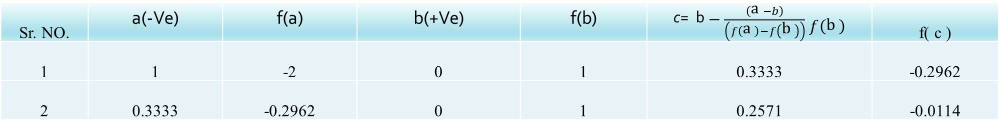 Sr. NO. a(-Ve) f(a) b(+Ve) f(b) c= b − (a −b)/(f(a )−f(b )) f(b ) f( c )
1 1 -2 0 1 0.3333 -0.2962
2 0.3333 -0.2962 0 1 0.2571 -0.0114